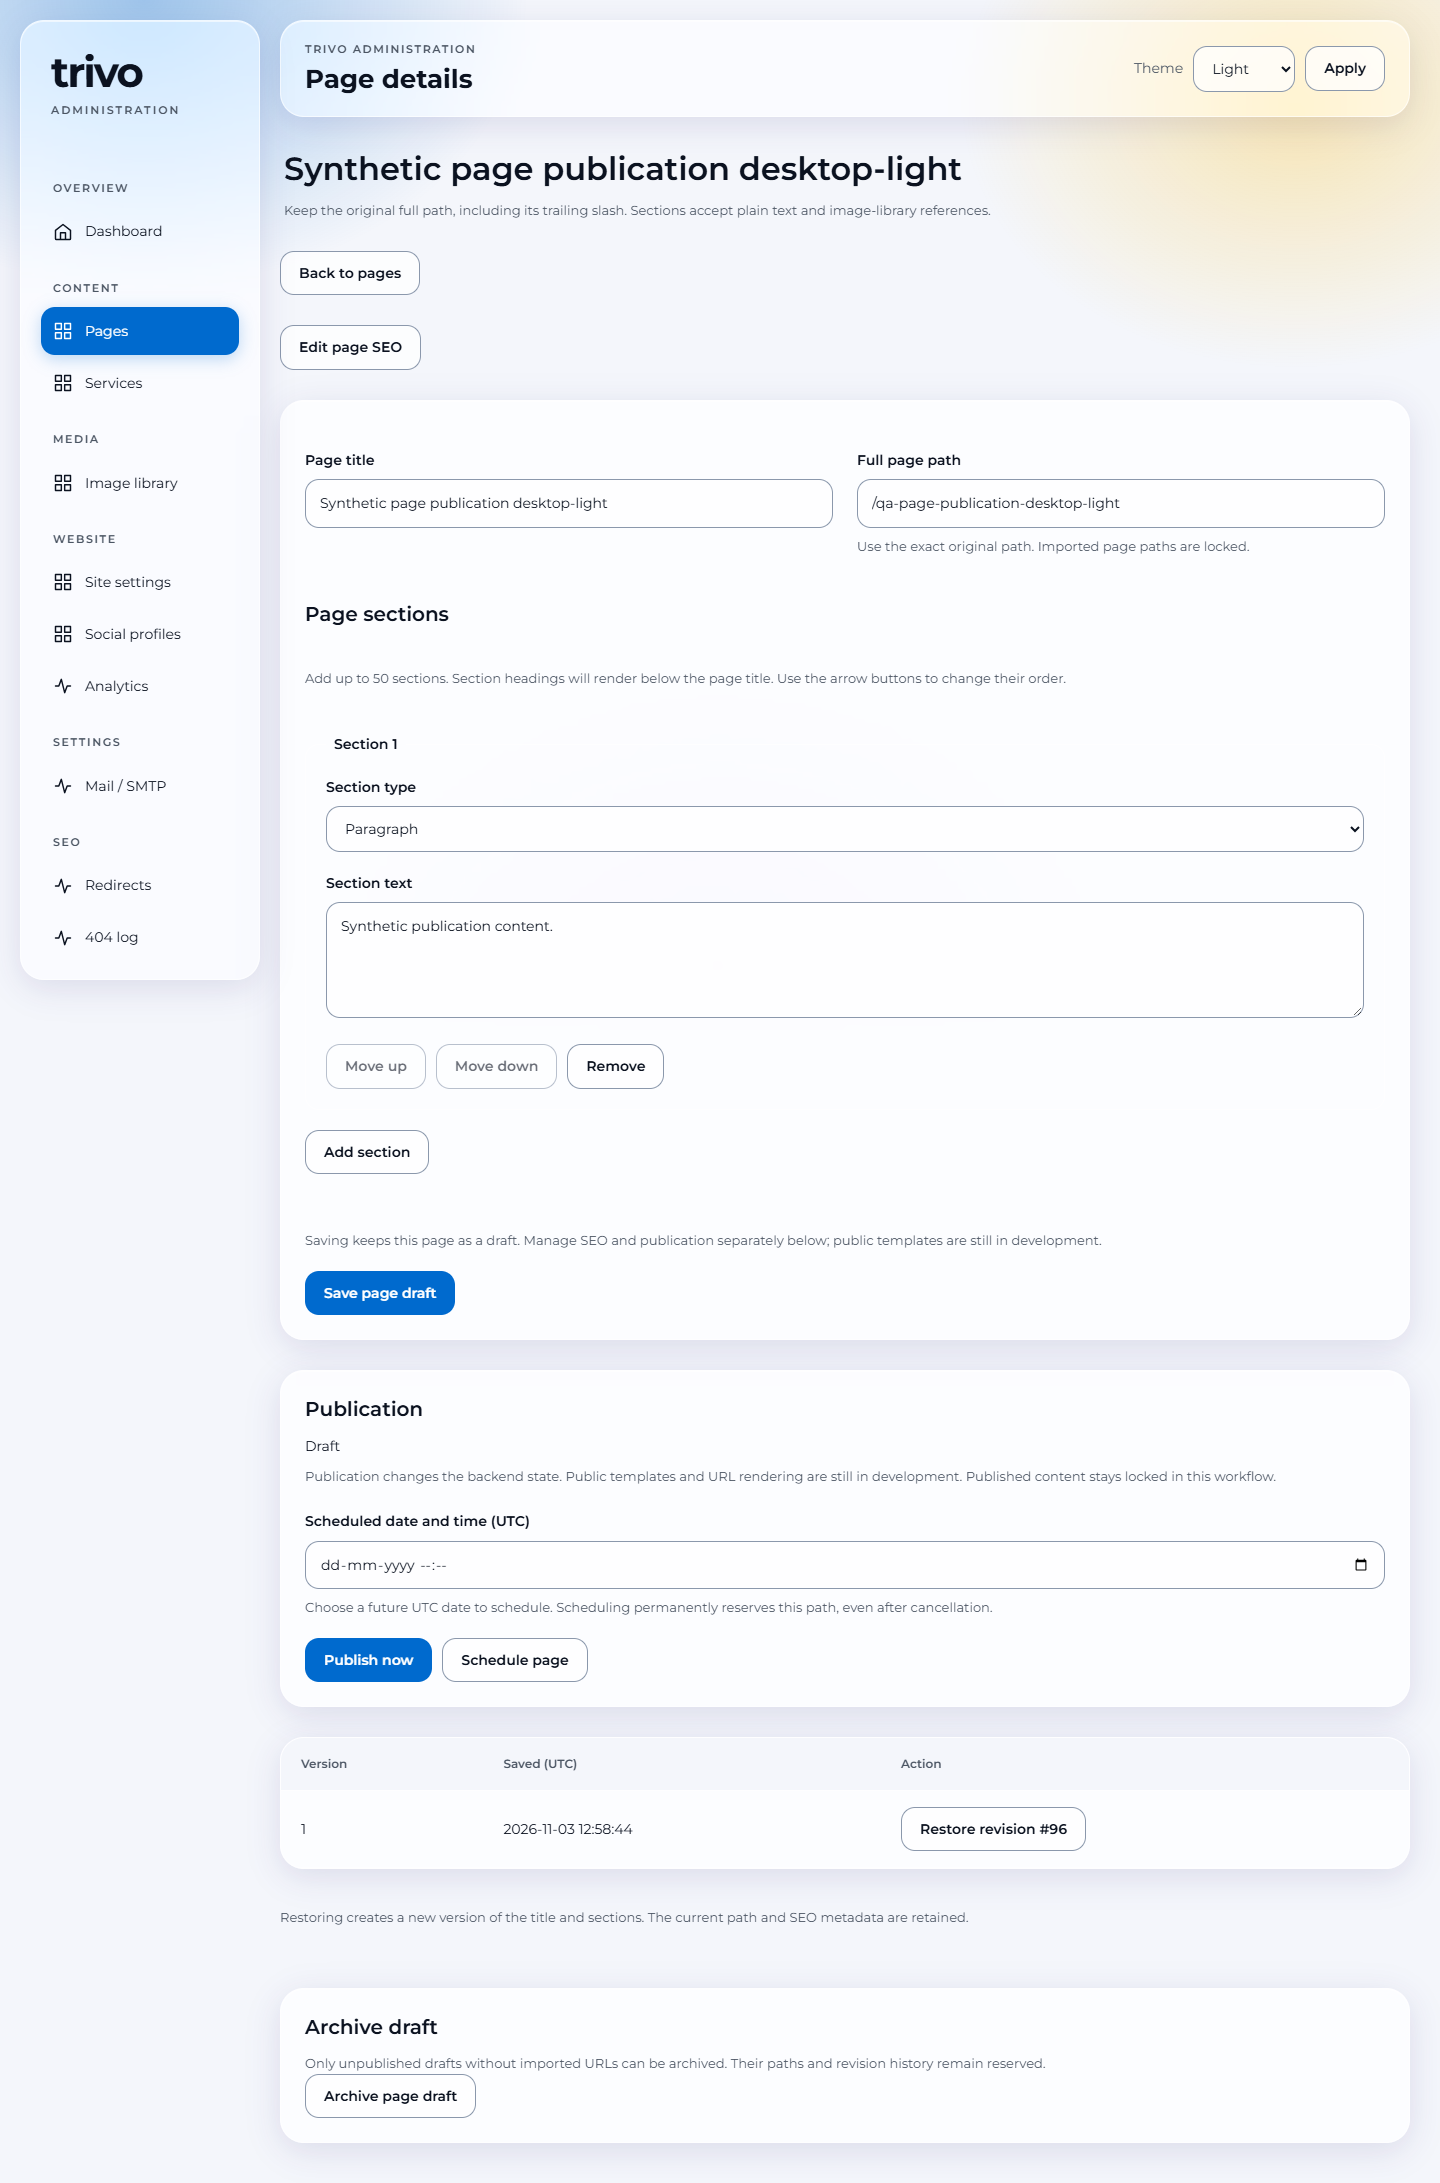 trivo
ADMINISTRATION
OVERVIEW
Dashboard
CONTENT
Pages
Services
MEDIA
Image library
WEBSITE
Site settings
Social profiles
Analytics
SETTINGS
Mail / SMTP
SEO
Redirects
404 log
TRIVO ADMINISTRATION
Page details
Theme
Light
Apply
Synthetic page publication desktop-light
Keep the original full path, including its trailing slash. Sections accept plain text and image-library references.
Back to pages
Edit page SEO
Page title
Synthetic page publication desktop-light
Full page path
/qa-page-publication-desktop-light
Use the exact original path. Imported page paths are locked.
Page sections
Add up to 50 sections. Section headings will render below the page title. Use the arrow buttons to change their order.
Section 1
Section type
Paragraph
Section text
Synthetic publication content.
Move up
Move down
Remove
Add section
Saving keeps this page as a draft. Manage SEO and publication separately below; public templates are still in development.
Save page draft
Publication
Draft
Publication changes the backend state. Public templates and URL rendering are still in development. Published content stays locked in this workflow.
Scheduled date and time (UTC)
dd-mm-yyyy --:--
Choose a future UTC date to schedule. Scheduling permanently reserves this path, even after cancellation.
Publish now
Schedule page
Version
Saved (UTC)
Action
1
2026-11-03 12:58:44
Restore revision #96
Restoring creates a new version of the title and sections. The current path and SEO metadata are retained.
Archive draft
Only unpublished drafts without imported URLs can be archived. Their paths and revision history remain reserved.
Archive page draft